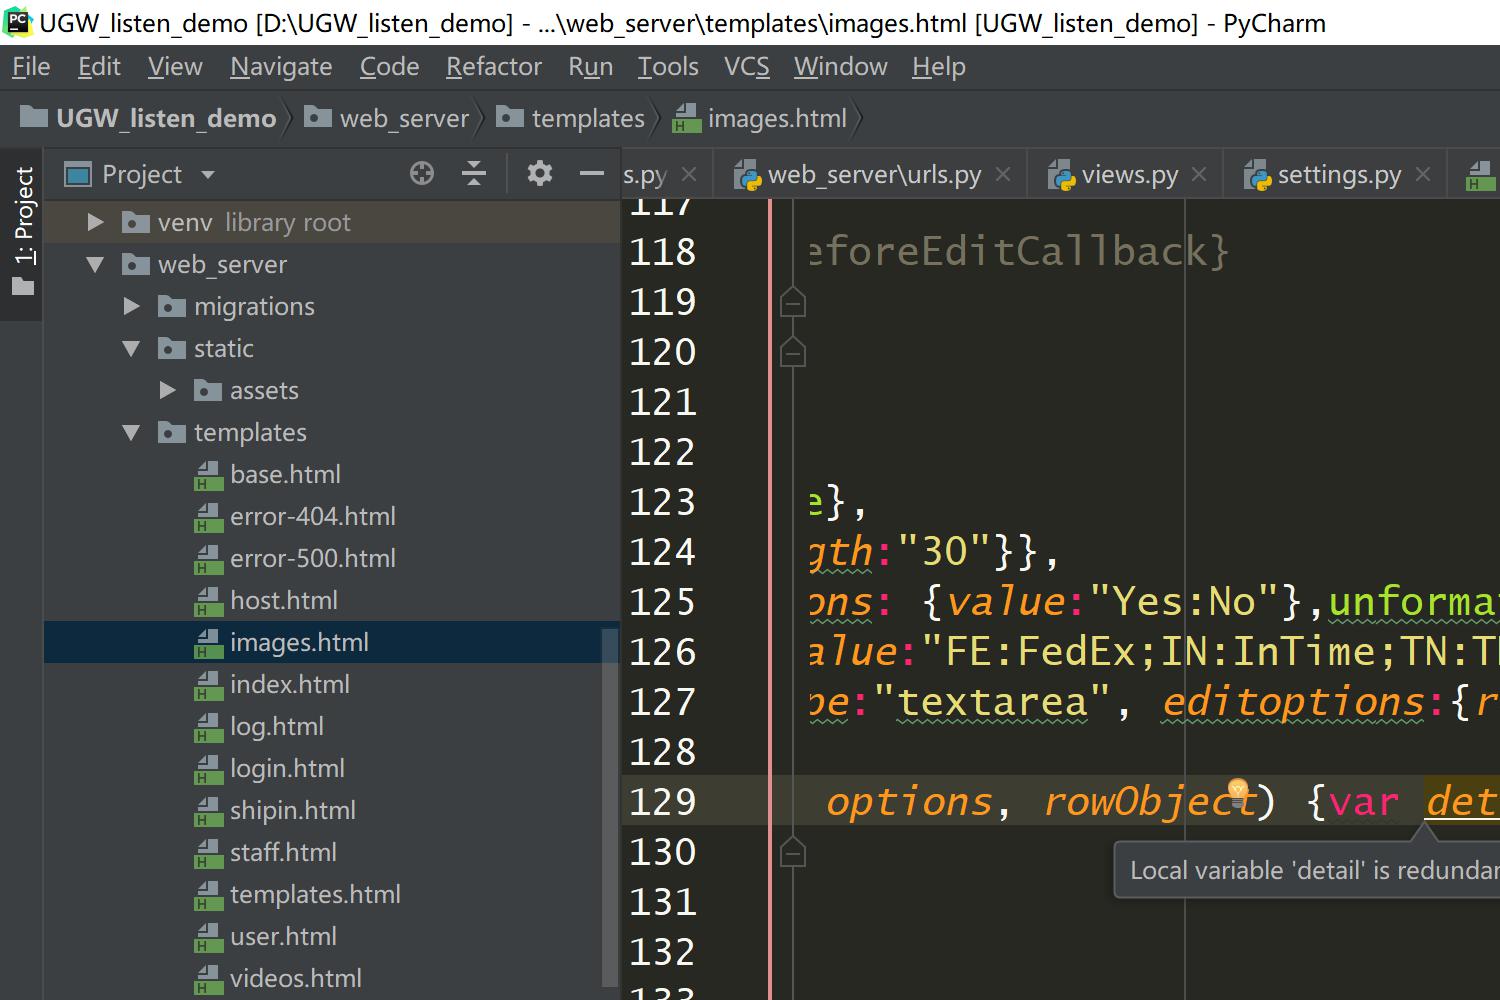 UGW_listen_demo [D:\UGW_listen_demo] - ...\web_server\templates\images.html [UGW_listen_demo] - PyCharm
File Edit View Navigate Code Refactor Run Tools VCS Window Help
UGW_listen_demo web_server templates images.html
1: Project
Project
s.py web_server\urls.py views.py settings.py
venv library root
web_server
migrations
static
assets
templates
base.html
error-404.html
error-500.html
host.html
images.html
index.html
log.html
login.html
shipin.html
staff.html
templates.html
user.html
videos.html
117
118 eforeEditCallback}
119
120
121
122
123 e},
124 gth:"30"}},
125 ons: {value:"Yes:No"},unforma
126 alue:"FE:FedEx;IN:InTime;TN:T
127 pe:"textarea", editoptions:{r
128
129 options, rowObject) {var det
130
131
132
133
Local variable 'detail' is redundan